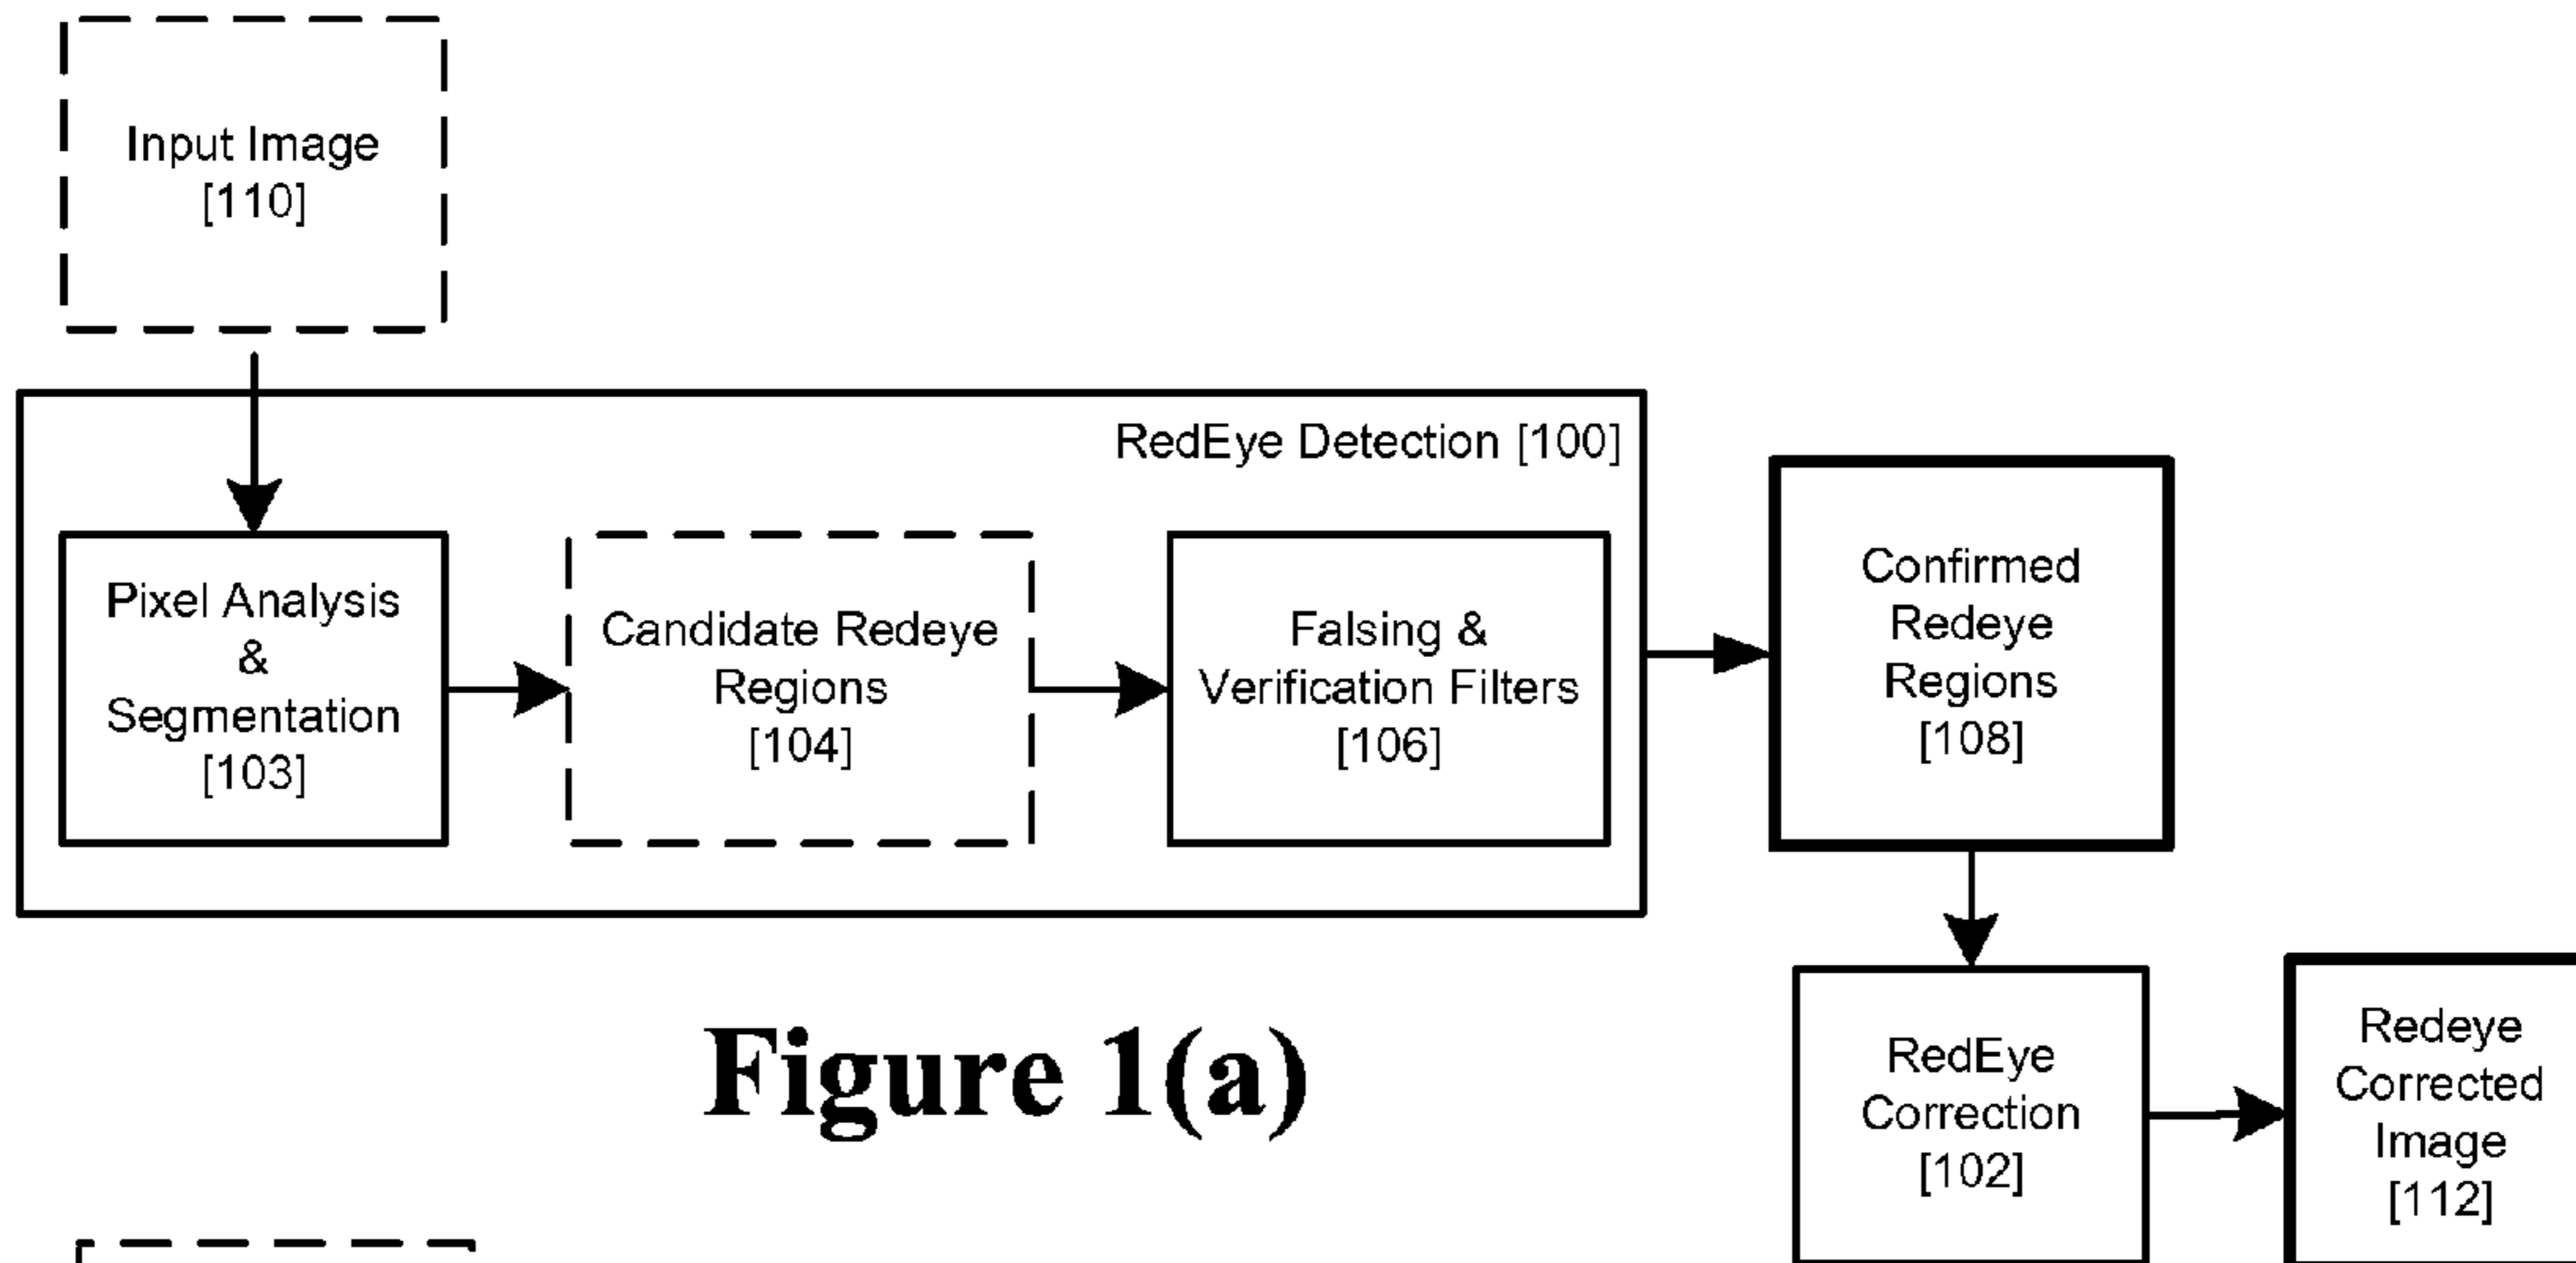 Input Image
[110]
RedEye Detection [100]
Pixel Analysis
&
Segmentation
[103]
Candidate Redeye
Regions
[104]
Falsing &
Verification Filters
[106]
Confirmed
Redeye
Regions
[108]
RedEye
Correction
[102]
Redeye
Corrected
Image
[112]
Figure 1(a)